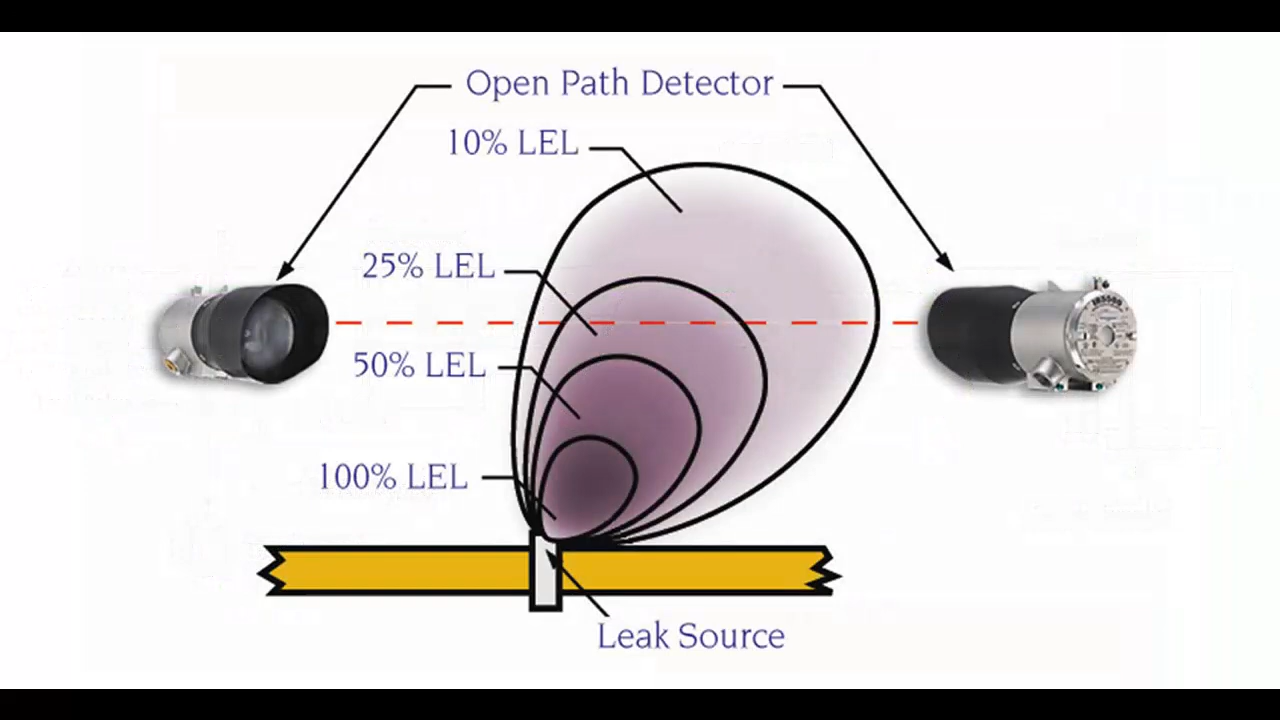 Open Path Detector
10% LEL
25% LEL
50% LEL
100% LEL
Leak Source